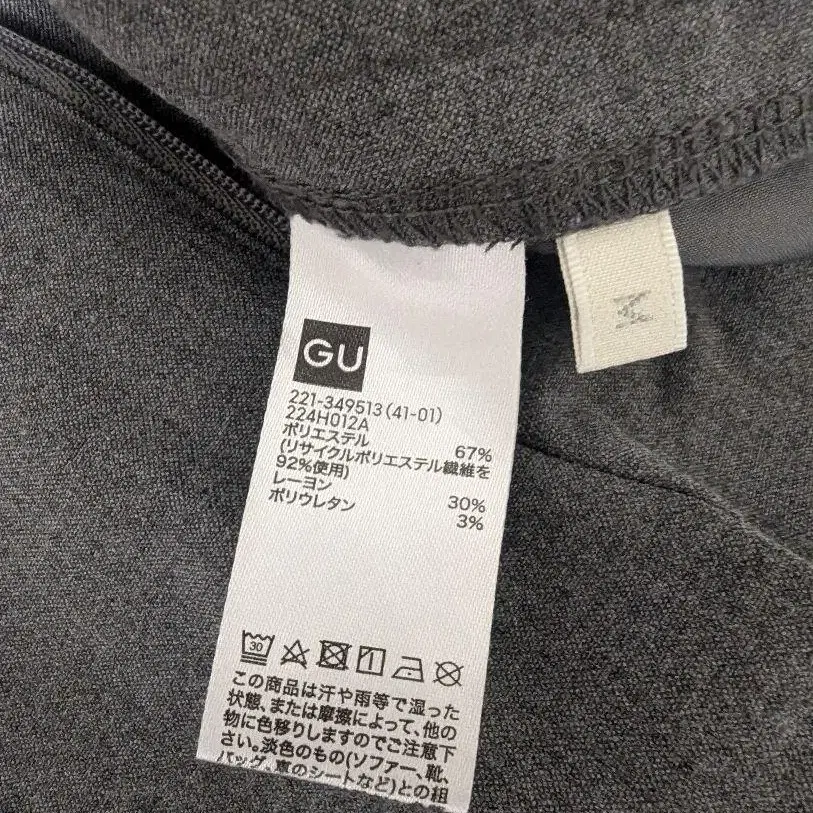 GU
221-349513(41-01)
224H012A
ポリエステル 67%
(リサイクルポリエステル繊維を
92%使用)
レーヨン 30%
ポリウレタン 3%
30
この商品は汗や雨等で湿った
状態、または摩擦によって、他の
物に色移りしますのでご注意下
さい。淡色のもの(ソファー、靴、
バッグ、車のシートなど)との組
M